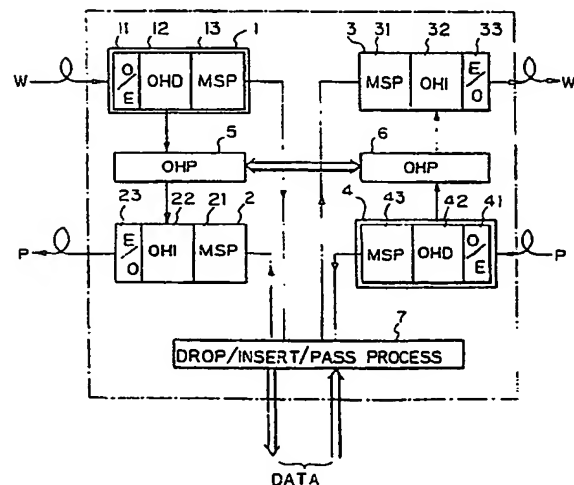 11 12 13 1
W O/E OHD MSP
3 31 32 33
MSP OHI E/O W
5
OHP
6
OHP
23 22 21 2
P E/O OHI MSP
4 43 42 41
MSP OHD O/E P
7
DROP/INSERT/PASS PROCESS
DATA